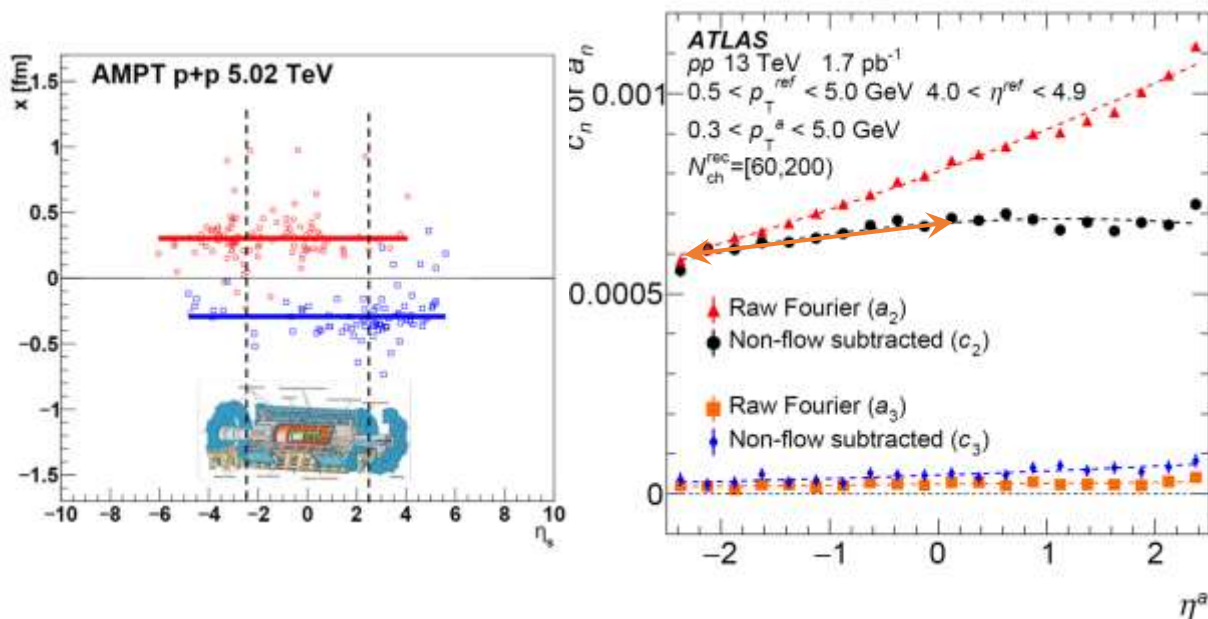 AMPT p+p 5.02 TeV
x [fm]
1.5
1
0.5
0
−0.5
−1
−1.5
−10 −8 −6 −4 −2 0 2 4 6 8 10
ηs
ATLAS
pp 13 TeV 1.7 pb⁻¹
0.5 < pTref < 5.0 GeV 4.0 < ηref < 4.9
0.3 < pTa < 5.0 GeV
Nchrec=[60,200)
cn or an
0.001
0.0005
0
Raw Fourier (a₂)
Non-flow subtracted (c₂)
Raw Fourier (a₃)
Non-flow subtracted (c₃)
−2 −1 0 1 2
ηa